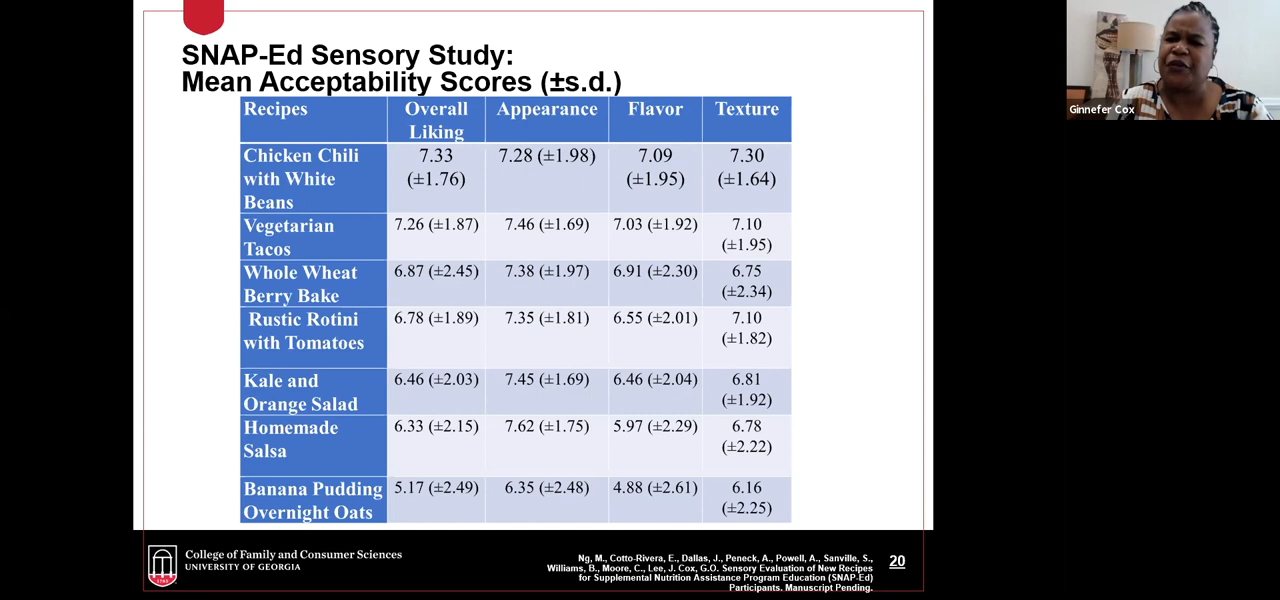 SNAP-Ed Sensory Study:
Mean Acceptability Scores (±s.d.)
Recipes Overall Liking Appearance Flavor Texture
Chicken Chili with White Beans 7.33 (±1.76) 7.28 (±1.98) 7.09 (±1.95) 7.30 (±1.64)
Vegetarian Tacos 7.26 (±1.87) 7.46 (±1.69) 7.03 (±1.92) 7.10 (±1.95)
Whole Wheat Berry Bake 6.87 (±2.45) 7.38 (±1.97) 6.91 (±2.30) 6.75 (±2.34)
Rustic Rotini with Tomatoes 6.78 (±1.89) 7.35 (±1.81) 6.55 (±2.01) 7.10 (±1.82)
Kale and Orange Salad 6.46 (±2.03) 7.45 (±1.69) 6.46 (±2.04) 6.81 (±1.92)
Homemade Salsa 6.33 (±2.15) 7.62 (±1.75) 5.97 (±2.29) 6.78 (±2.22)
Banana Pudding Overnight Oats 5.17 (±2.49) 6.35 (±2.48) 4.88 (±2.61) 6.16 (±2.25)
College of Family and Consumer Sciences
UNIVERSITY OF GEORGIA
1785
Ng, M., Cotto-Rivera, E., Dallas, J., Peneck, A., Powell, A., Sanville, S.,
Williams, B., Moore, C., Lee, J. Cox, G.O. Sensory Evaluation of New Recipes
for Supplemental Nutrition Assistance Program Education (SNAP-Ed)
Participants. Manuscript Pending.
20
Ginnefer Cox